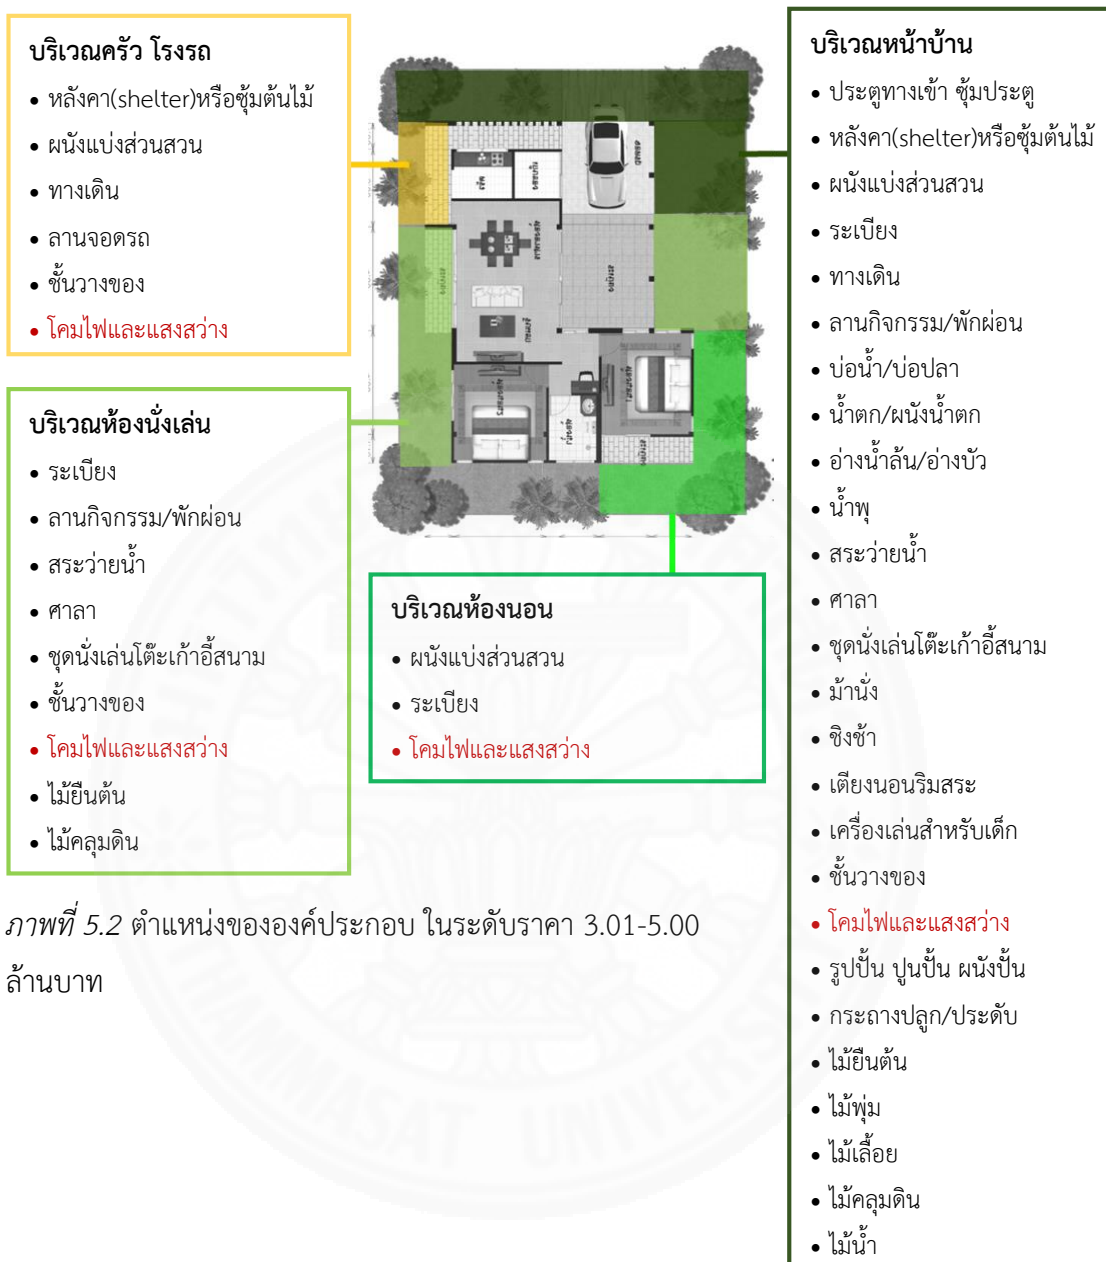 บริเวณครัว โรงรถ
• หลังคา(shelter)หรือซุ้มต้นไม้
• ผนังแบ่งส่วนสวน
• ทางเดิน
• ลานจอดรถ
• ชั้นวางของ
• โคมไฟและแสงสว่าง
บริเวณห้องนั่งเล่น
• ระเบียง
• ลานกิจกรรม/พักผ่อน
• สระว่ายน้ำ
• ศาลา
• ชุดนั่งเล่นโต๊ะเก้าอี้สนาม
• ชั้นวางของ
• โคมไฟและแสงสว่าง
• ไม้ยืนต้น
• ไม้คลุมดิน
บริเวณห้องนอน
• ผนังแบ่งส่วนสวน
• ระเบียง
• โคมไฟและแสงสว่าง
บริเวณหน้าบ้าน
• ประตูทางเข้า ซุ้มประตู
• หลังคา(shelter)หรือซุ้มต้นไม้
• ผนังแบ่งส่วนสวน
• ระเบียง
• ทางเดิน
• ลานกิจกรรม/พักผ่อน
• บ่อน้ำ/บ่อปลา
• น้ำตก/ผนังน้ำตก
• อ่างน้ำล้น/อ่างบัว
• น้ำพุ
• สระว่ายน้ำ
• ศาลา
• ชุดนั่งเล่นโต๊ะเก้าอี้สนาม
• ม้านั่ง
• ชิงช้า
• เตียงนอนริมสระ
• เครื่องเล่นสำหรับเด็ก
• ชั้นวางของ
• โคมไฟและแสงสว่าง
• รูปปั้น ปูนปั้น ผนังปั้น
• กระถางปลูก/ประดับ
• ไม้ยืนต้น
• ไม้พุ่ม
• ไม้เลื้อย
• ไม้คลุมดิน
• ไม้น้ำ
ภาพที่ 5.2 ตำแหน่งขององค์ประกอบ ในระดับราคา 3.01-5.00
ล้านบาท
THAMMASAT UNIVERSITY